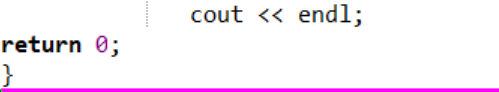 cout << endl;
return 0;
}